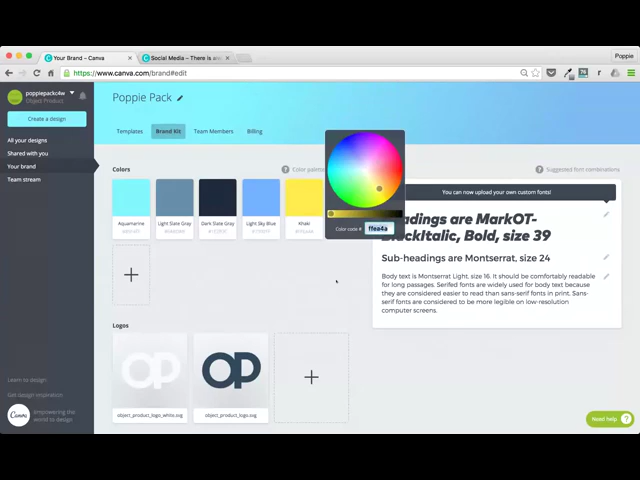 Your Brand – Canva
Social Media – There is an
Poppie
https://www.canva.com/brand#edit
poppiepackc4w
Object Product
Create a design
All your designs
Shared with you
Your brand
Team stream
Learn to design
Get design inspiration
Canva
Empowering the
world to design
Poppie Pack
Templates
Brand Kit
Team Members
Billing
Colors
? Color palette
Aquamarine
Light Slate Gray
Dark Slate Gray
Light Sky Blue
Khaki
Color code #
ffea4a
? Suggested font combinations
You can now upload your own custom fonts!
Headings are MarkOT-
BlackItalic, Bold, size 39
Sub-headings are Montserrat, size 24
Body text is Montserrat Light, size 16. It should be comfortably readable
for long passages. Serifed fonts are widely used for body text because
they are considered easier to read than sans-serif fonts in print. Sans-
serif fonts are considered to be more legible on low-resolution
computer screens.
Logos
OP
OP
object_product_logo_white.svg
object_product_logo.svg
Need help ?